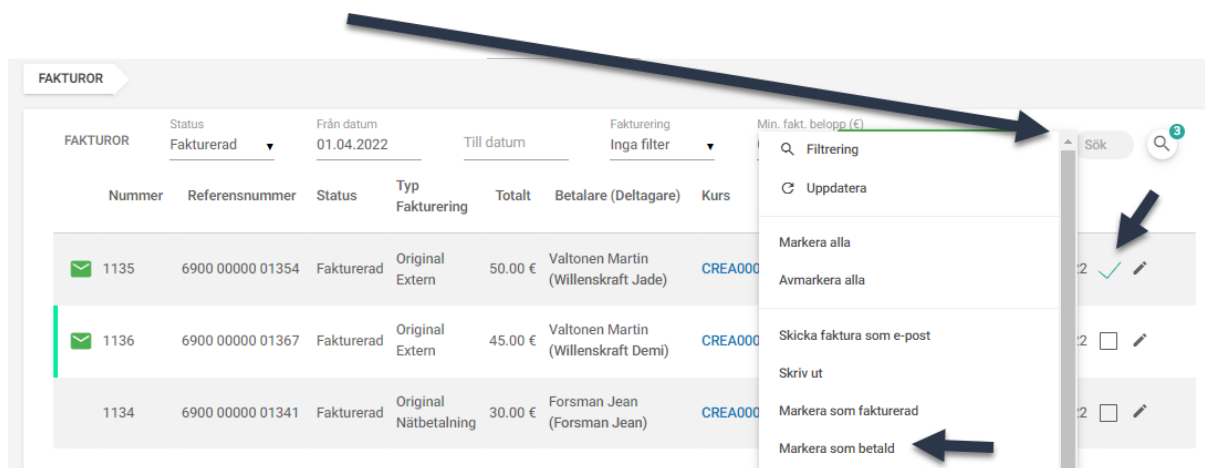 FAKTUROR
FAKTUROR
Status
Fakturerad
Från datum
01.04.2022
Till datum
Fakturering
Inga filter
Min. fakt. belopp (€)
Sök
3
Nummer Referensnummer Status Typ Fakturering Totalt Betalare (Deltagare) Kurs
1135 6900 00000 01354 Fakturerad Original Extern 50.00 € Valtonen Martin (Willenskraft Jade) CREA000
1136 6900 00000 01367 Fakturerad Original Extern 45.00 € Valtonen Martin (Willenskraft Demi) CREA000
1134 6900 00000 01341 Fakturerad Original Nätbetalning 30.00 € Forsman Jean (Forsman Jean) CREA000
Filtrering
Uppdatera
Markera alla
Avmarkera alla
Skicka faktura som e-post
Skriv ut
Markera som fakturerad
Markera som betald